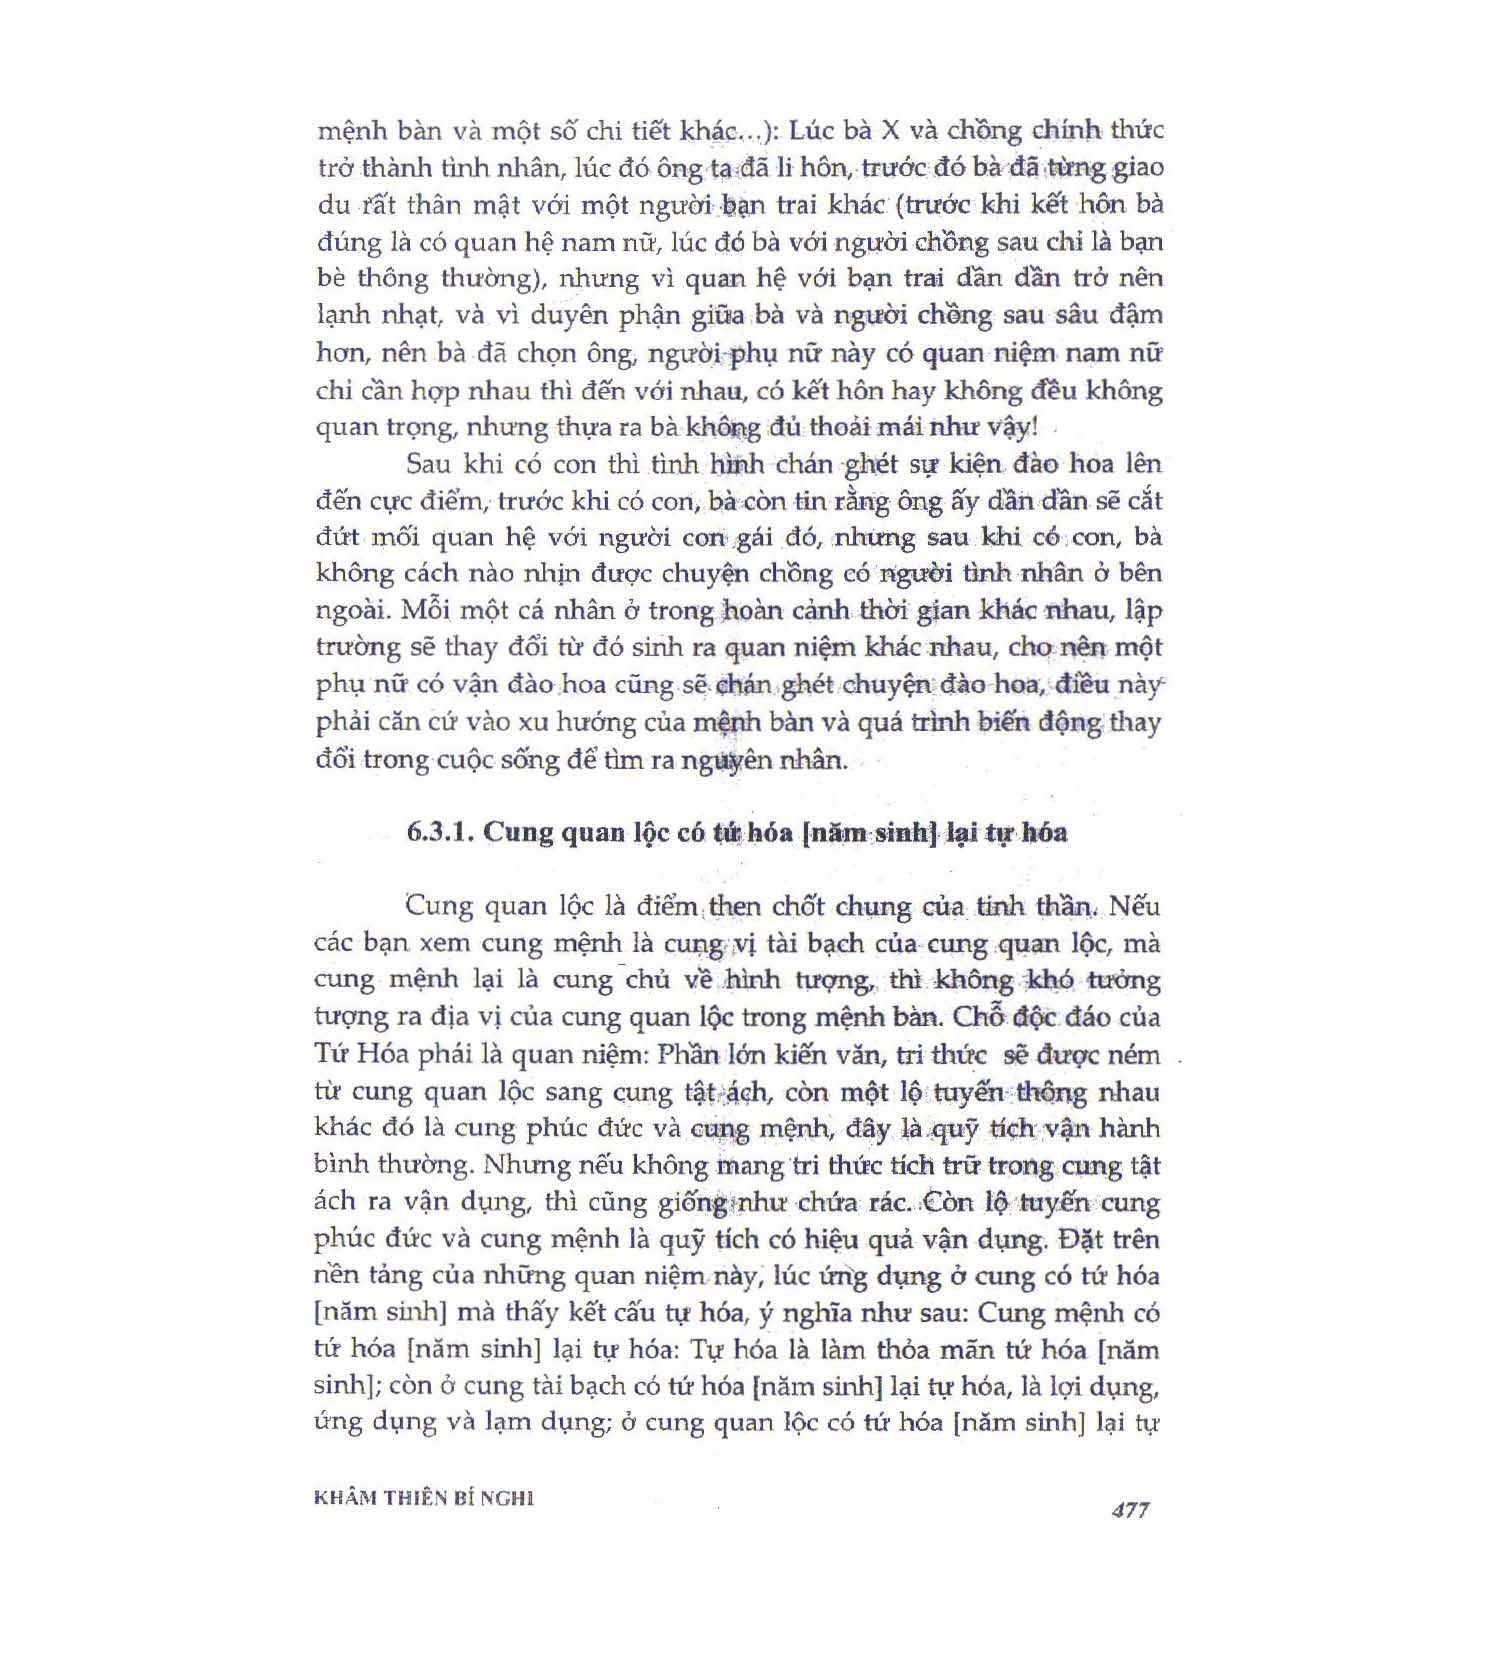 mệnh bàn và một số chi tiết khác...): Lúc bà X và chồng chính thức
trở thành tình nhân, lúc đó ông ta đã li hôn, trước đó bà đã từng giao
du rất thân mật với một người bạn trai khác (trước khi kết hôn bà
đúng là có quan hệ nam nữ, lúc đó bà với người chồng sau chỉ là bạn
bè thông thường), nhưng vì quan hệ với bạn trai dần dần trở nên
lạnh nhạt, và vì duyên phận giữa bà và người chồng sau sâu đậm
hơn, nên bà đã chọn ông, người phụ nữ này có quan niệm nam nữ
chỉ cần hợp nhau thì đến với nhau, có kết hôn hay không đều không
quan trọng, nhưng thựa ra bà không đủ thoải mái như vậy!
Sau khi có con thì tình hình chán ghét sự kiện đào hoa lên
đến cực điểm, trước khi có con, bà còn tin rằng ông ấy dần dần sẽ cắt
đứt mối quan hệ với người con gái đó, nhưng sau khi có con, bà
không cách nào nhịn được chuyện chồng có người tình nhân ở bên
ngoài. Mỗi một cá nhân ở trong hoàn cảnh thời gian khác nhau, lập
trường sẽ thay đổi từ đó sinh ra quan niệm khác nhau, cho nên một
phụ nữ có vận đào hoa cũng sẽ chán ghét chuyện đào hoa, điều này
phải căn cứ vào xu hướng của mệnh bàn và quá trình biến động thay
đổi trong cuộc sống để tìm ra nguyên nhân.
6.3.1. Cung quan lộc có tứ hóa [năm sinh] lại tự hóa
Cung quan lộc là điểm then chốt chung của tinh thần. Nếu
các bạn xem cung mệnh là cung vị tài bạch của cung quan lộc, mà
cung mệnh lại là cung chủ về hình tượng, thì không khó tưởng
tượng ra địa vị của cung quan lộc trong mệnh bàn. Chỗ độc đáo của
Tứ Hóa phái là quan niệm: Phần lớn kiến văn, tri thức sẽ được ném
từ cung quan lộc sang cung tật ách, còn một lộ tuyến thông nhau
khác đó là cung phúc đức và cung mệnh, đây là quỹ tích vận hành
bình thường. Nhưng nếu không mang tri thức tích trữ trong cung tật
ách ra vận dụng, thì cũng giống như chứa rác. Còn lộ tuyến cung
phúc đức và cung mệnh là quỹ tích có hiệu quả vận dụng. Đặt trên
nền tảng của những quan niệm này, lúc ứng dụng ở cung có tứ hóa
[năm sinh] mà thấy kết cấu tự hóa, ý nghĩa như sau: Cung mệnh có
tứ hóa [năm sinh] lại tự hóa: Tự hóa là làm thỏa mãn tứ hóa [năm
sinh]; còn ở cung tài bạch có tứ hóa [năm sinh] lại tự hóa, là lợi dụng,
ứng dụng và lạm dụng; ở cung quan lộc có tứ hóa [năm sinh] lại tự
KHÂM THIÊN BÍ NGHI
477